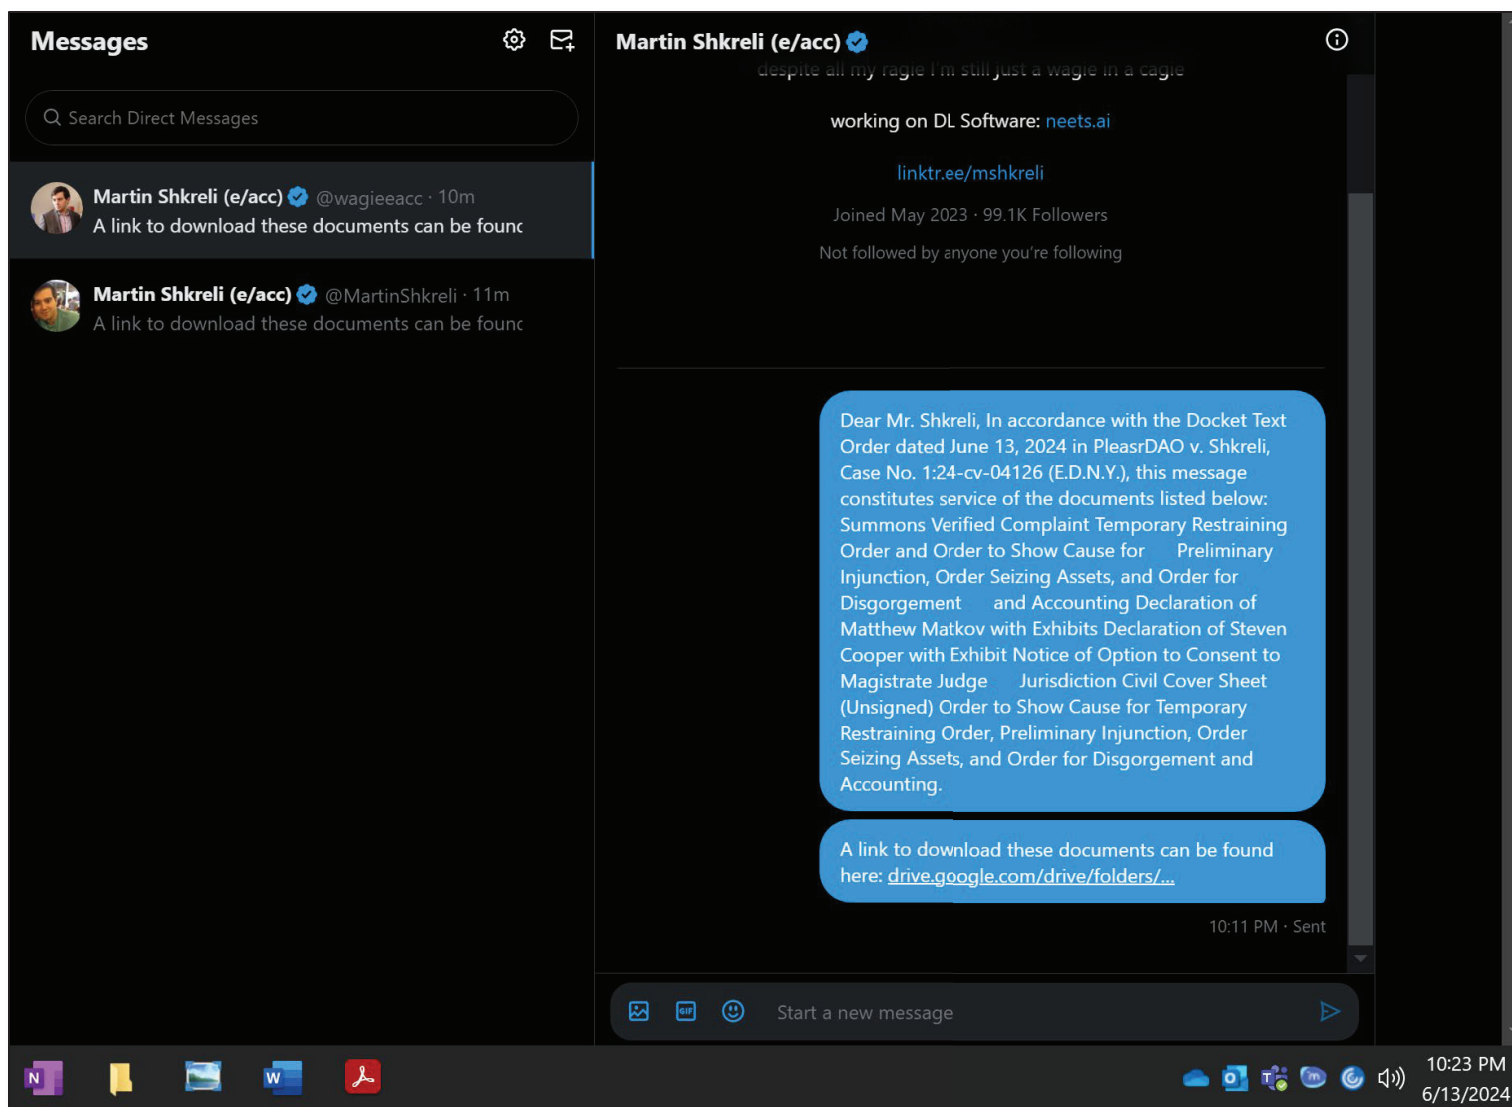 Messages
Search Direct Messages
Martin Shkreli (e/acc) @wagieeacc · 10m
A link to download these documents can be found
Martin Shkreli (e/acc) @MartinShkreli · 11m
A link to download these documents can be found
Martin Shkreli (e/acc)
despite all my ragie I'm still just a wagie in a cagie
working on DL Software: neets.ai
linktr.ee/mshkreli
Joined May 2023 · 99.1K Followers
Not followed by anyone you're following
Dear Mr. Shkreli, In accordance with the Docket Text
Order dated June 13, 2024 in PleasrDAO v. Shkreli,
Case No. 1:24-cv-04126 (E.D.N.Y.), this message
constitutes service of the documents listed below:
Summons Verified Complaint Temporary Restraining
Order and Order to Show Cause for Preliminary
Injunction, Order Seizing Assets, and Order for
Disgorgement and Accounting Declaration of
Matthew Matkov with Exhibits Declaration of Steven
Cooper with Exhibit Notice of Option to Consent to
Magistrate Judge Jurisdiction Civil Cover Sheet
(Unsigned) Order to Show Cause for Temporary
Restraining Order, Preliminary Injunction, Order
Seizing Assets, and Order for Disgorgement and
Accounting.
A link to download these documents can be found
here: drive.google.com/drive/folders/...
10:11 PM · Sent
GIF
Start a new message
10:23 PM
6/13/2024